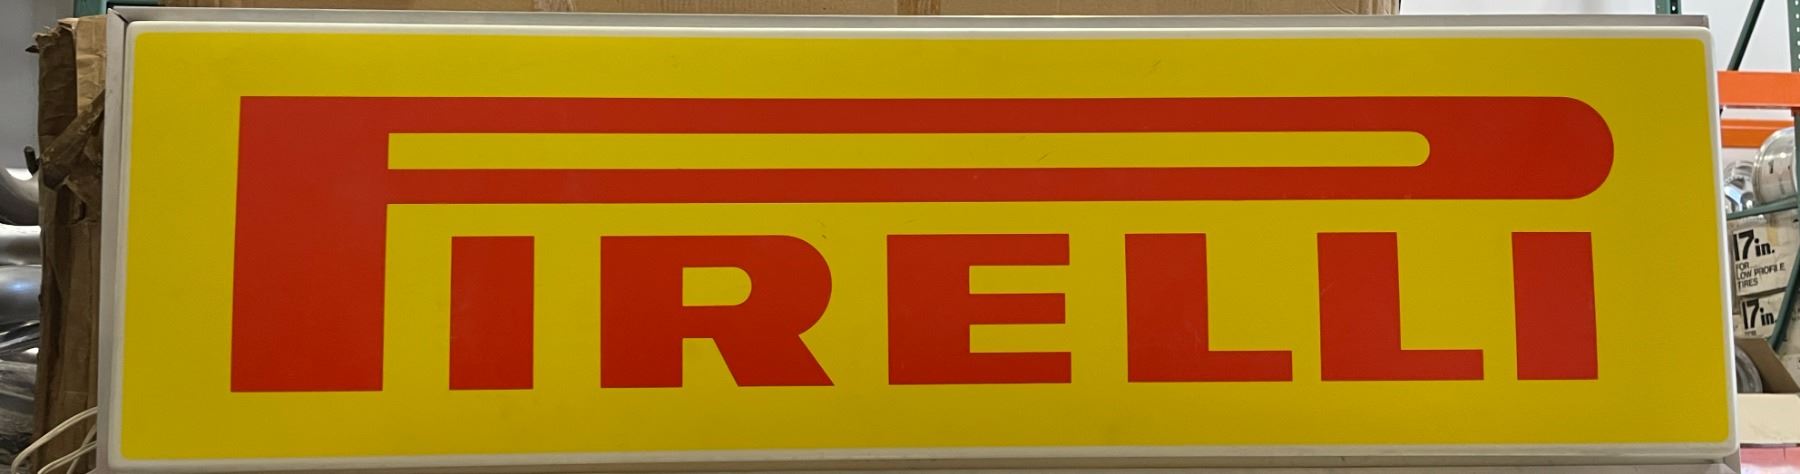 PIRELLI
17in.
FOR
LOW PROFILE
TIRES
17in.